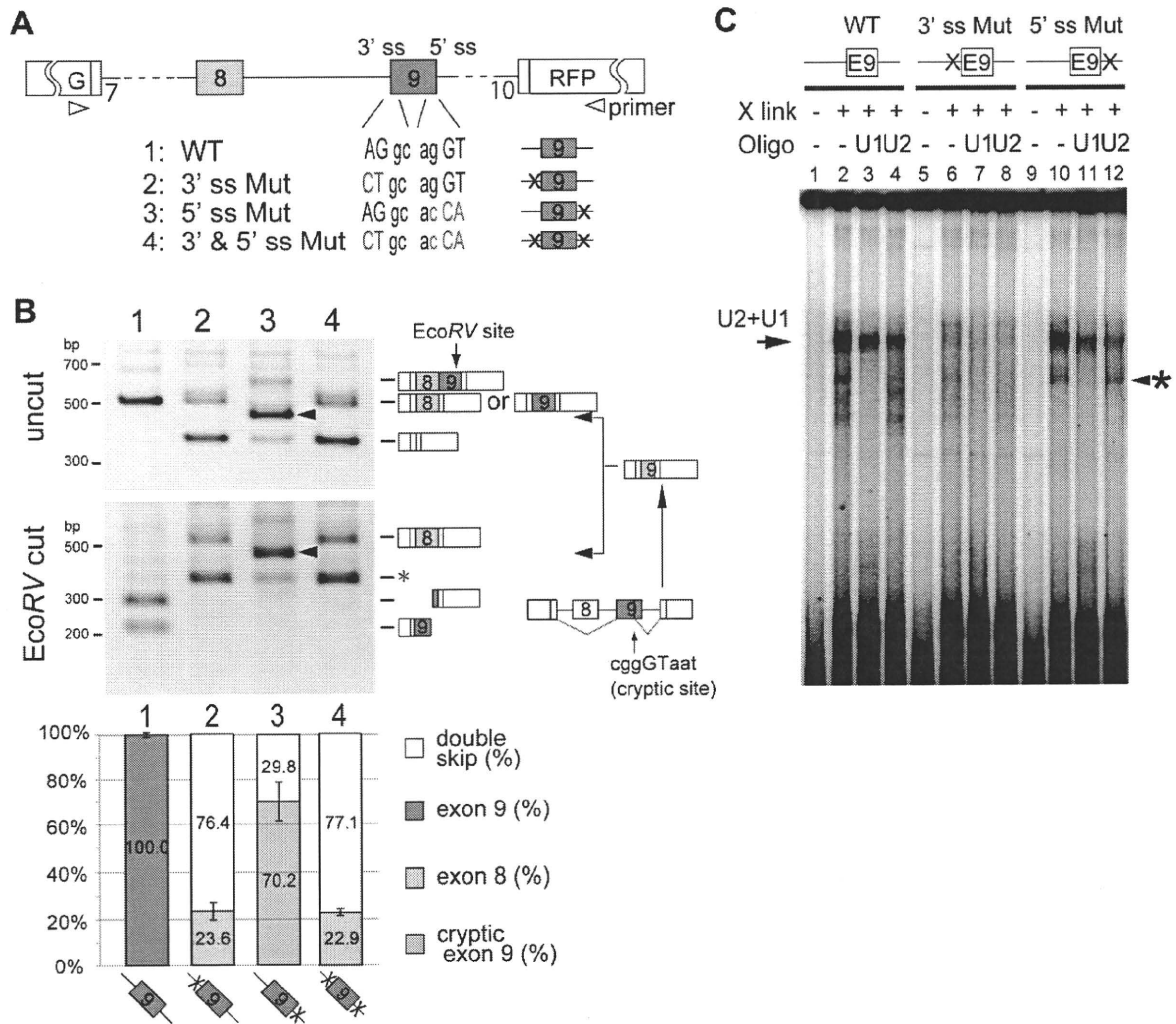 A
3' ss 5' ss
G 7 8 9 10 RFP
primer
1: WT AG gc ag GT 9
2: 3' ss Mut CT gc ag GT X 9
3: 5' ss Mut AG gc ac CA 9 X
4: 3' & 5' ss Mut CT gc ac CA X 9 X
B
1 2 3 4
EcoRV site
uncut
bp
700
500
300
8 9
8 or 9
9
EcoRV cut
bp
500
300
200
8
*
9
8 9
cggGTaat
(cryptic site)
1 2 3 4
100%
80%
60%
40%
20%
0%
100.0
76.4
23.6
29.8
70.2
77.1
22.9
double
skip (%)
exon 9 (%)
exon 8 (%)
cryptic
exon 9 (%)
9 X 9 9 X X 9 X
C
WT 3' ss Mut 5' ss Mut
E9 X E9 E9 X
X link - + + + - + + + - + + +
Oligo - - U1 U2 - - U1 U2 - - U1 U2
1 2 3 4 5 6 7 8 9 10 11 12
U2+U1
*